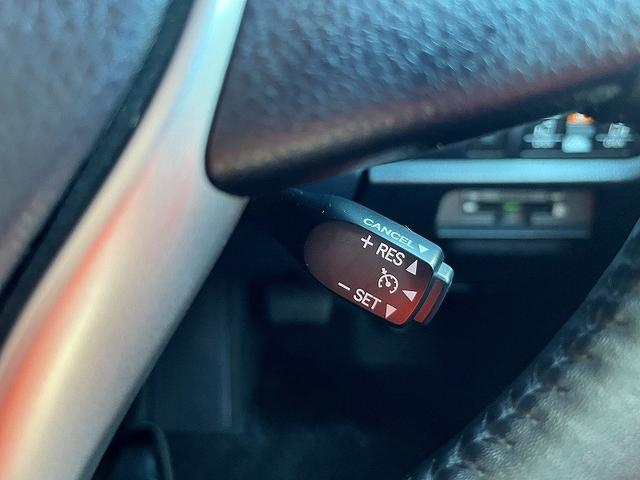 CANCEL ▼
+ RES ▲
◀
− SET ▼